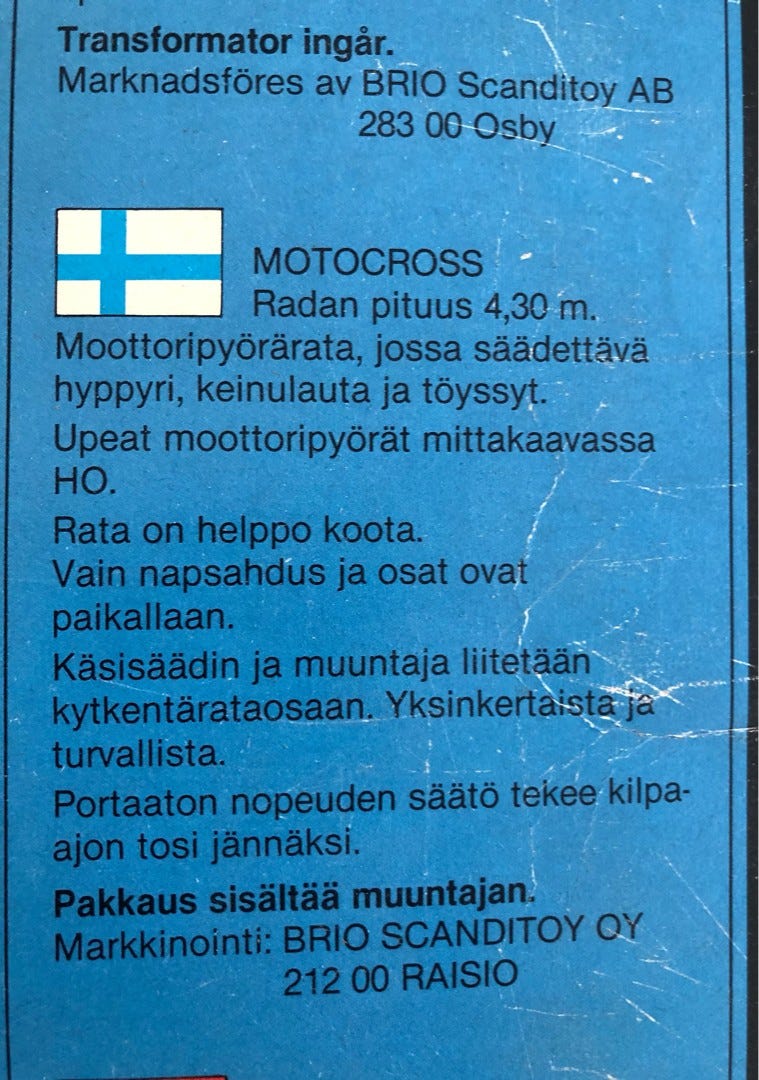 Transformator ingår.
Marknadsföres av BRIO Scanditoy AB
283 00 Osby
MOTOCROSS
Radan pituus 4,30 m.
Moottoripyörärata, jossa säädettävä
hyppyri, keinulauta ja töyssyt.
Upeat moottoripyörät mittakaavassa
HO.
Rata on helppo koota.
Vain napsahdus ja osat ovat
paikallaan.
Käsisäädin ja muuntaja liitetään
kytkentärataosaan. Yksinkertaista ja
turvallista.
Portaaton nopeuden säätö tekee kilpa-
ajon tosi jännäksi.
Pakkaus sisältää muuntajan.
Markkinointi: BRIO SCANDITOY OY
212 00 RAISIO